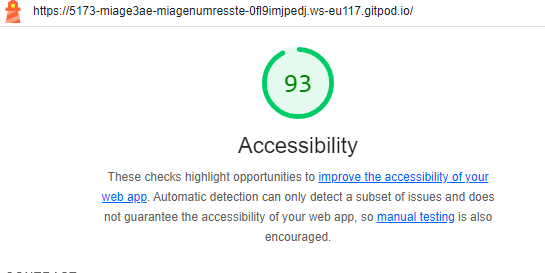 https://5173-miage3ae-miagenumresste-0fl9imjpedj.ws-eu117.gitpod.io/
93
Accessibility
These checks highlight opportunities to improve the accessibility of your
web app. Automatic detection can only detect a subset of issues and does
not guarantee the accessibility of your web app, so manual testing is also
encouraged.